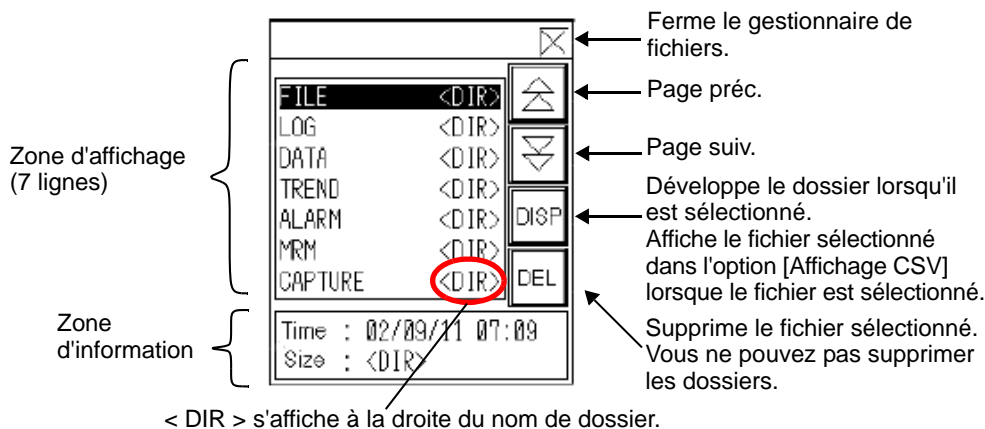 Ferme le gestionnaire de
fichiers.
Page préc.
Page suiv.
Développe le dossier lorsqu'il
est sélectionné.
Affiche le fichier sélectionné
dans l'option [Affichage CSV]
lorsque le fichier est sélectionné.
Supprime le fichier sélectionné.
Vous ne pouvez pas supprimer
les dossiers.
Zone d'affichage
(7 lignes)
FILE <DIR>
LOG <DIR>
DATA <DIR>
TREND <DIR>
ALARM <DIR>
MRM <DIR>
CAPTURE <DIR>
DISP
DEL
Zone
d'information
Time : 02/09/11 07:09
Size : <DIR>
< DIR > s'affiche à la droite du nom de dossier.